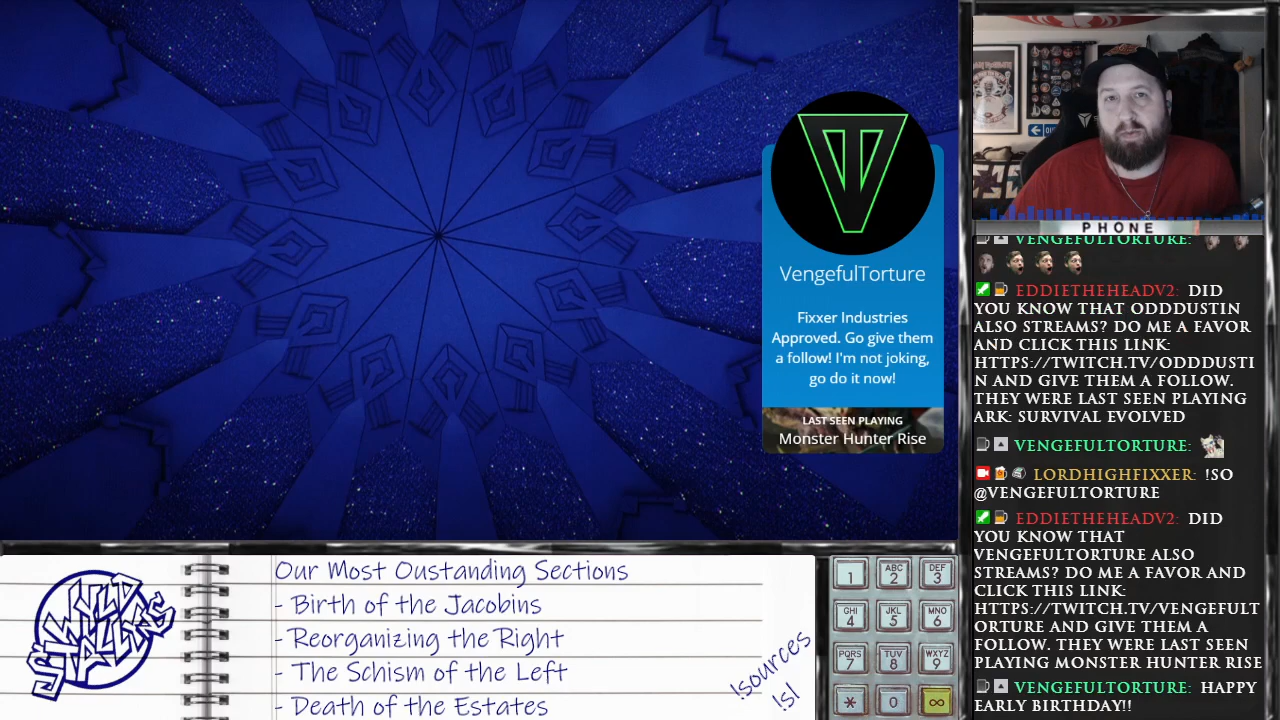 VengefulTorture
Fixxer Industries
Approved. Go give them
a follow! I'm not joking,
go do it now!
LAST SEEN PLAYING
Monster Hunter Rise
PHONE
VENGEFULTORTURE:
EDDIETHEHEADV2: DID
YOU KNOW THAT ODDDUSTIN
ALSO STREAMS? DO ME A FAVOR
AND CLICK THIS LINK:
HTTPS://TWITCH.TV/ODDDUSTI
N AND GIVE THEM A FOLLOW.
THEY WERE LAST SEEN PLAYING
ARK: SURVIVAL EVOLVED
VENGEFULTORTURE:
LORDHIGHFIXXER: !SO
@VENGEFULTORTURE
EDDIETHEHEADV2: DID
YOU KNOW THAT
VENGEFULTORTURE ALSO
STREAMS? DO ME A FAVOR AND
CLICK THIS LINK:
HTTPS://TWITCH.TV/VENGEFULT
ORTURE AND GIVE THEM A
FOLLOW. THEY WERE LAST SEEN
PLAYING MONSTER HUNTER RISE
VENGEFULTORTURE: HAPPY
EARLY BIRTHDAY!!
WYLD
STALLYNS
Our Most Oustanding Sections
- Birth of the Jacobins
- Reorganizing the Right
- The Schism of the Left
- Death of the Estates
!sources
!sl
1 ABC 2 DEF 3
GHI 4 JKL 5 MNO 6
PQRS 7 TUV 8 WXYZ 9
* 0 ∞